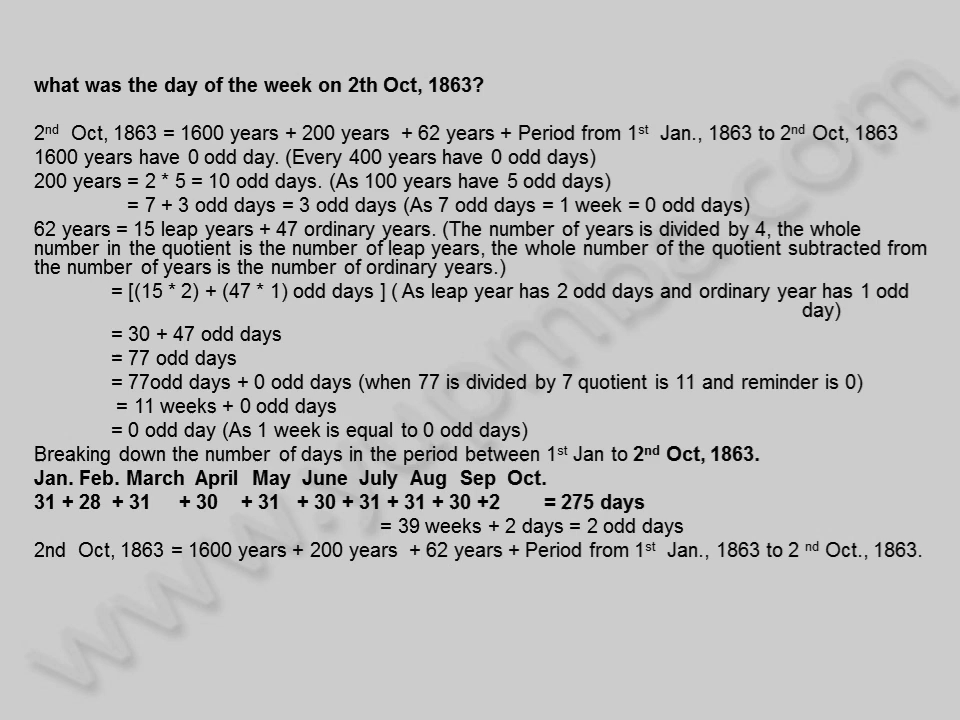 what was the day of the week on 2th Oct, 1863?
2nd Oct, 1863 = 1600 years + 200 years + 62 years + Period from 1st Jan., 1863 to 2nd Oct, 1863
1600 years have 0 odd day. (Every 400 years have 0 odd days)
200 years = 2 * 5 = 10 odd days. (As 100 years have 5 odd days)
= 7 + 3 odd days = 3 odd days (As 7 odd days = 1 week = 0 odd days)
62 years = 15 leap years + 47 ordinary years. (The number of years is divided by 4, the whole
number in the quotient is the number of leap years, the whole number of the quotient subtracted from
the number of years is the number of ordinary years.)
= [(15 * 2) + (47 * 1) odd days ] ( As leap year has 2 odd days and ordinary year has 1 odd
day)
= 30 + 47 odd days
= 77 odd days
= 77odd days + 0 odd days (when 77 is divided by 7 quotient is 11 and reminder is 0)
= 11 weeks + 0 odd days
= 0 odd day (As 1 week is equal to 0 odd days)
Breaking down the number of days in the period between 1st Jan to 2nd Oct, 1863.
Jan. Feb. March April May June July Aug Sep Oct.
31 + 28 + 31 + 30 + 31 + 30 + 31 + 31 + 30 +2 = 275 days
= 39 weeks + 2 days = 2 odd days
2nd Oct, 1863 = 1600 years + 200 years + 62 years + Period from 1st Jan., 1863 to 2 nd Oct., 1863.